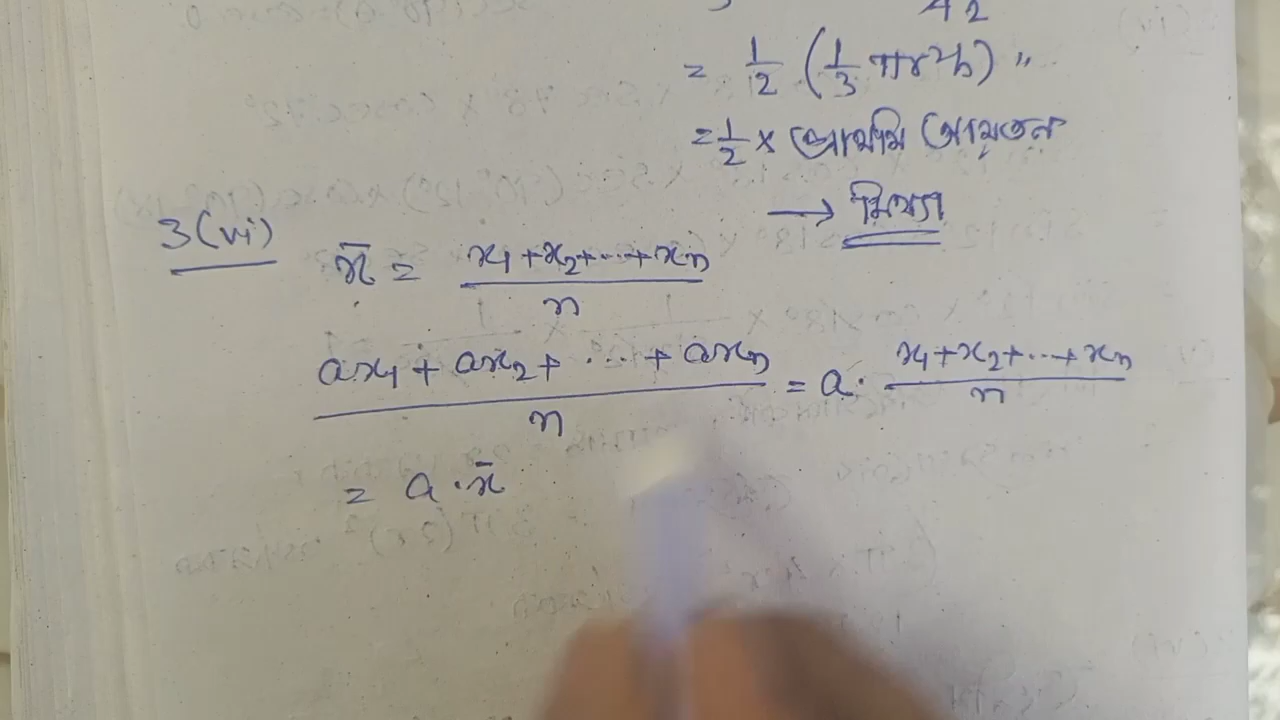 = 1/2 (1/3 πr²h) "
= 1/2 × প্রাথমি আয়তন
→ মিথ্যা
3(vi) x̄ = (x₁+x₂+...+xₙ)/n
(ax₁ + ax₂ + ... + axₙ)/n = a · (x₁+x₂+...+xₙ)/n
= a · x̄